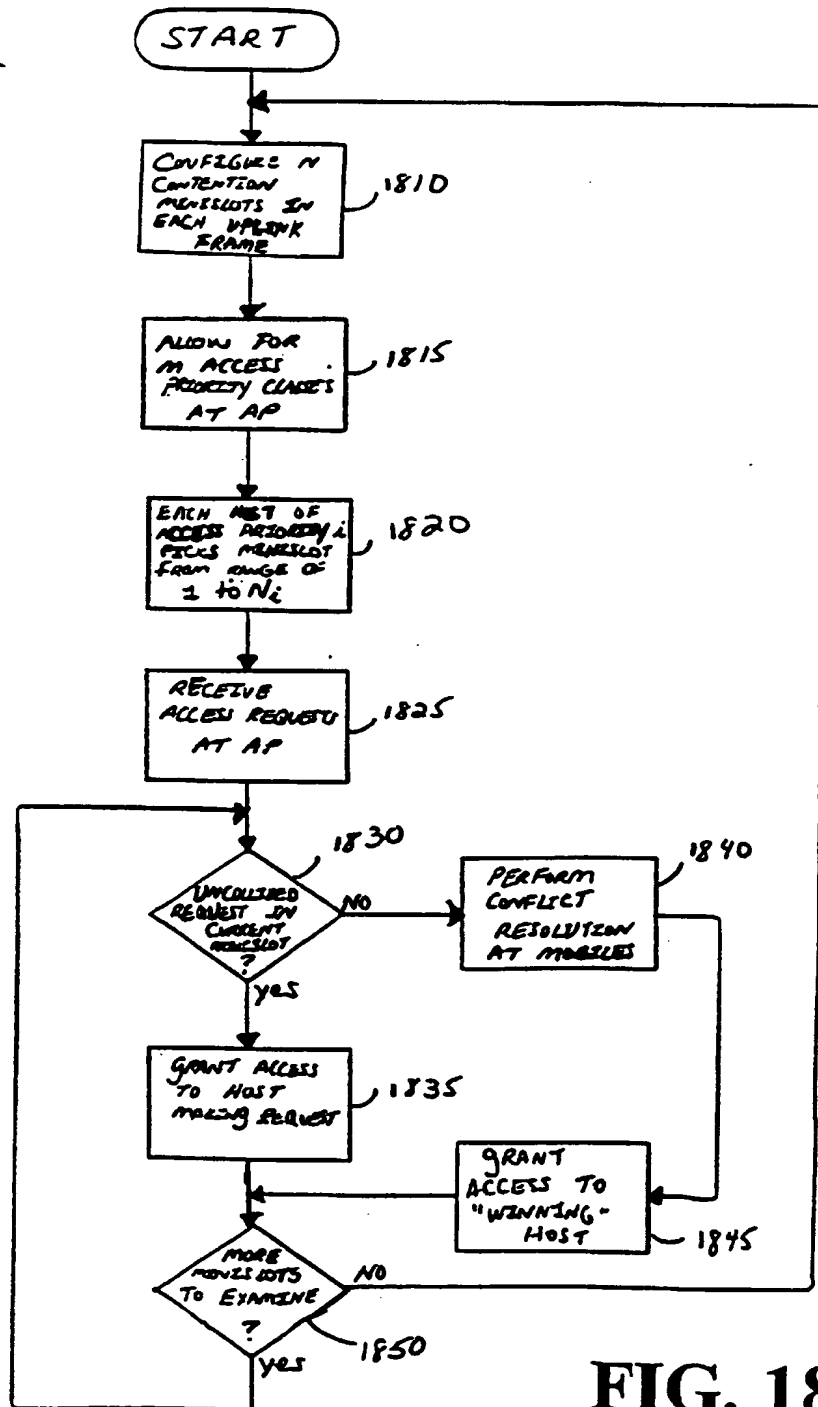 START
CONFIGURE N
CONTENTION
MINISLOTS IN
EACH UPLINK
FRAME
1810
ALLOW FOR
M ACCESS
PRIORITY CLASSES
AT AP
1815
EACH HOST OF
ACCESS PRIORITY i
PICKS MINISLOT
FROM RANGE OF
1 to Ni
1820
RECEIVE
ACCESS REQUESTS
AT AP
1825
UNCOLLIDED
REQUEST IN
CURRENT
MINISLOT
?
1830
NO
yes
PERFORM
CONFLICT
RESOLUTION
AT MOBILES
1840
GRANT ACCESS
TO HOST
MAKING REQUEST
1835
GRANT
ACCESS TO
"WINNING"
HOST
1845
MORE
MINISLOTS
TO EXAMINE
?
NO
1850
yes
FIG. 18